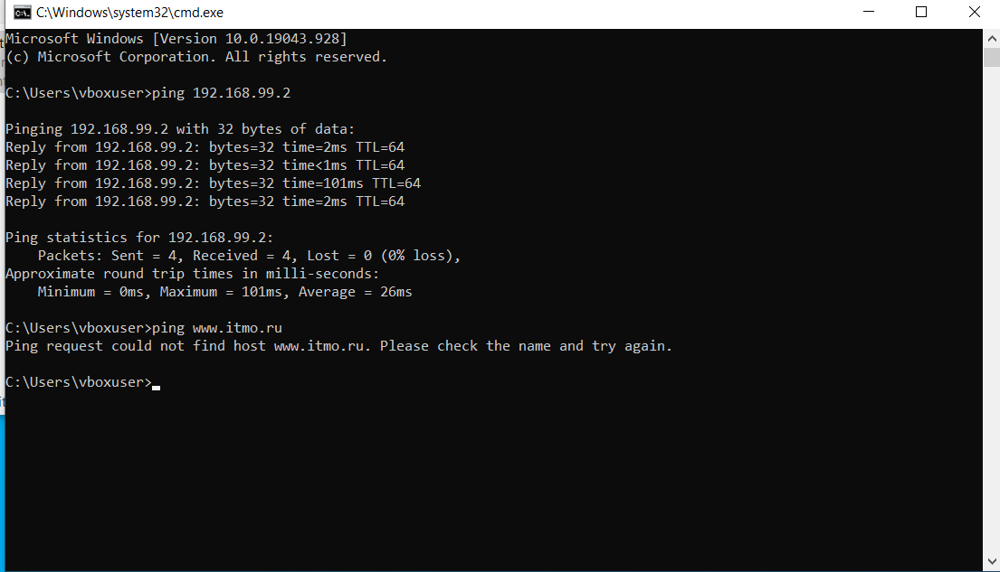 C:\Windows\system32\cmd.exe
Microsoft Windows [Version 10.0.19043.928]
(c) Microsoft Corporation. All rights reserved.
C:\Users\vboxuser>ping 192.168.99.2
Pinging 192.168.99.2 with 32 bytes of data:
Reply from 192.168.99.2: bytes=32 time=2ms TTL=64
Reply from 192.168.99.2: bytes=32 time<1ms TTL=64
Reply from 192.168.99.2: bytes=32 time=101ms TTL=64
Reply from 192.168.99.2: bytes=32 time=2ms TTL=64
Ping statistics for 192.168.99.2:
    Packets: Sent = 4, Received = 4, Lost = 0 (0% loss),
Approximate round trip times in milli-seconds:
    Minimum = 0ms, Maximum = 101ms, Average = 26ms
C:\Users\vboxuser>ping www.itmo.ru
Ping request could not find host www.itmo.ru. Please check the name and try again.
C:\Users\vboxuser>